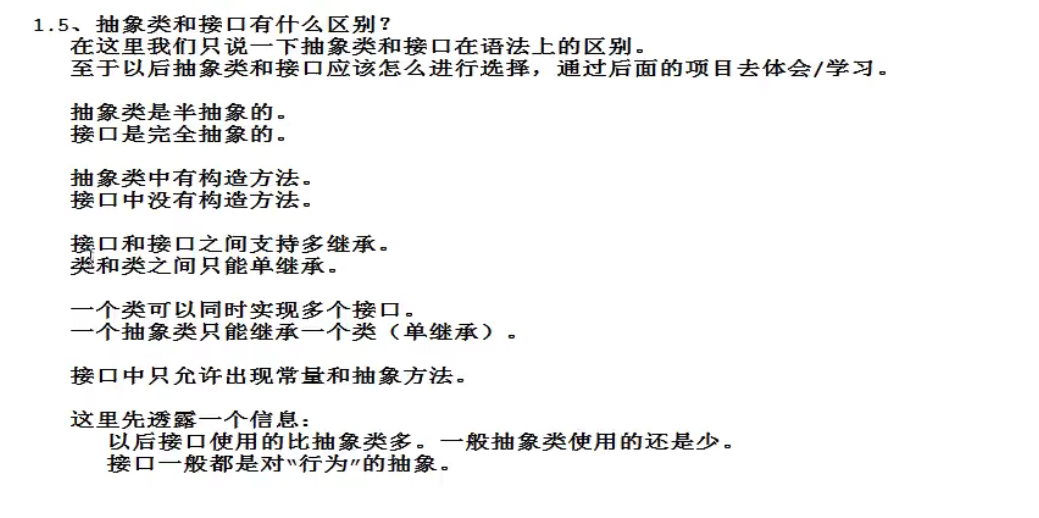 1.5、抽象类和接口有什么区别？
在这里我们只说一下抽象类和接口在语法上的区别。
至于以后抽象类和接口应该怎么进行选择，通过后面的项目去体会/学习。
抽象类是半抽象的。
接口是完全抽象的。
抽象类中有构造方法。
接口中没有构造方法。
接口和接口之间支持多继承。
类和类之间只能单继承。
一个类可以同时实现多个接口。
一个抽象类只能继承一个类（单继承）。
接口中只允许出现常量和抽象方法。
这里先透露一个信息：
以后接口使用的比抽象类多。一般抽象类使用的还是少。
接口一般都是对“行为”的抽象。